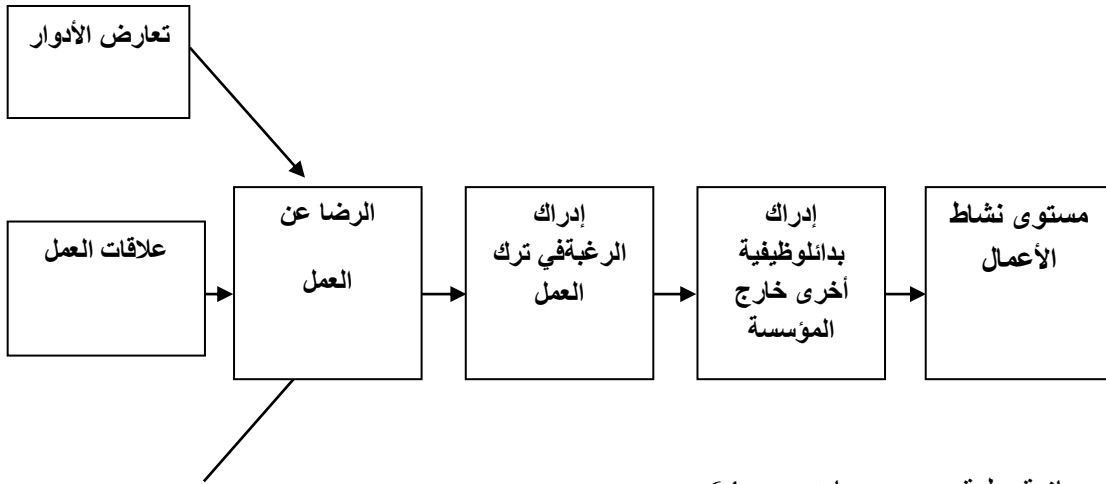 تعارض الأدوار
علاقات العمل
الرضا عن
العمل
إدراك
الرغبةفي ترك
العمل
إدراك
بدائلوظيفية
أخرى خارج
المؤسسة
مستوى نشاط
الأعمال